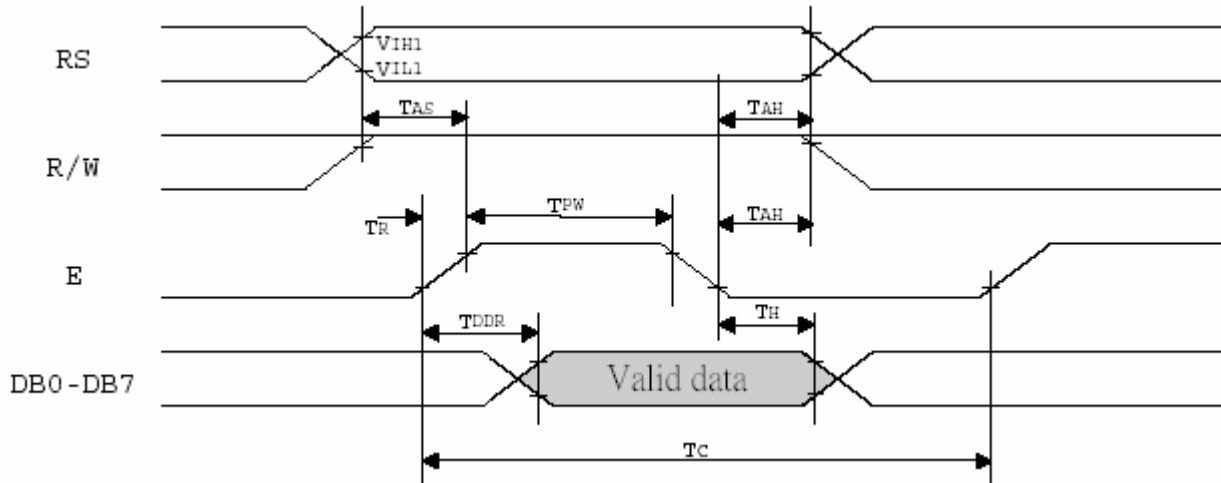 RS
VIH1
VIL1
TAS
TAH
R/W
TR
TPW
TAH
E
TDDR
TH
DB0-DB7
Valid data
TC